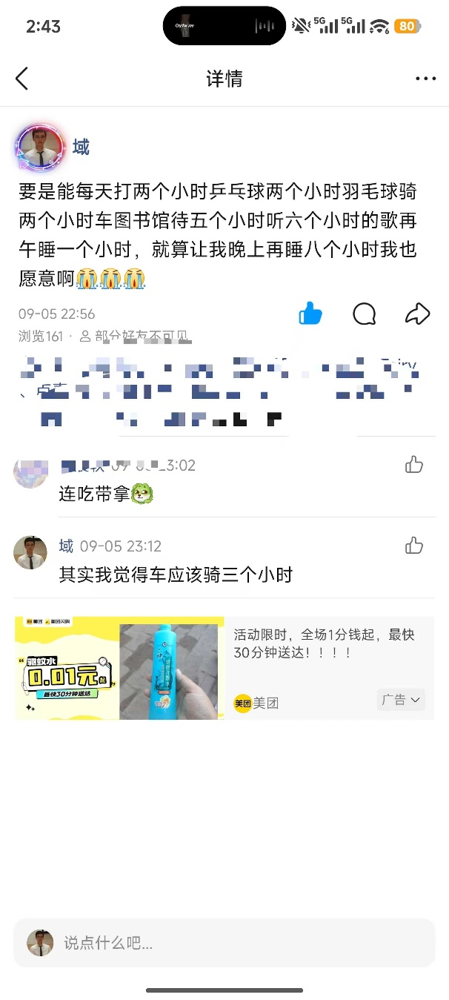 2:43
Cry for me
5G
5G
6
80
详情
域
要是能每天打两个小时乒乓球两个小时羽毛球骑
两个小时车图书馆待五个小时听六个小时的歌再
午睡一个小时，就算让我晚上再睡八个小时我也
愿意啊😭😭😭
09-05 22:56
浏览161 · 部分好友不可见
3:02
连吃带拿
域 09-05 23:12
其实我觉得车应该骑三个小时
美团 美团闪购
“驱蚊水
0.01元起”
最快30分钟送达
活动限时，全场1分钱起，最快
30分钟送达！！！！
美团 美团
广告
说点什么吧...